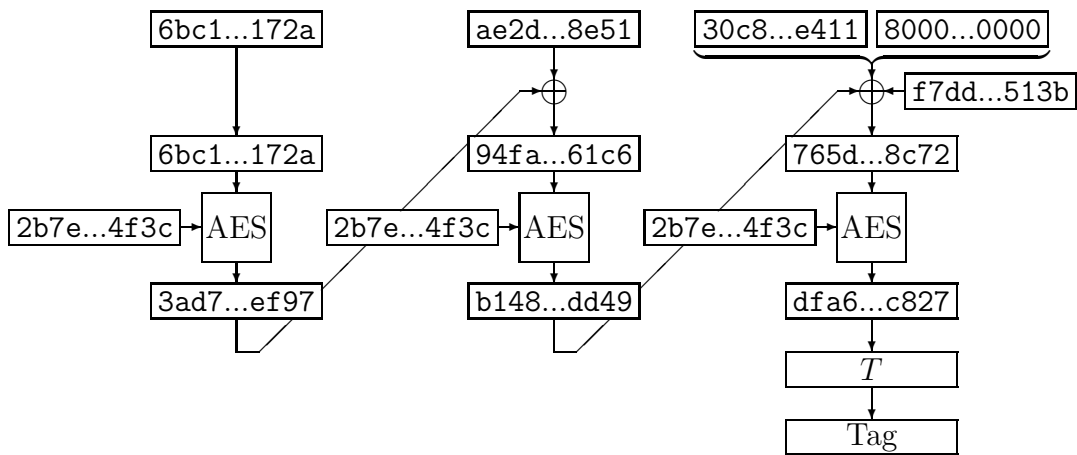 6bc1...172a ae2d...8e51 30c8...e411 8000...0000
f7dd...513b
6bc1...172a 94fa...61c6 765d...8c72
2b7e...4f3c AES 2b7e...4f3c AES 2b7e...4f3c AES
3ad7...ef97 b148...dd49 dfa6...c827
T
Tag